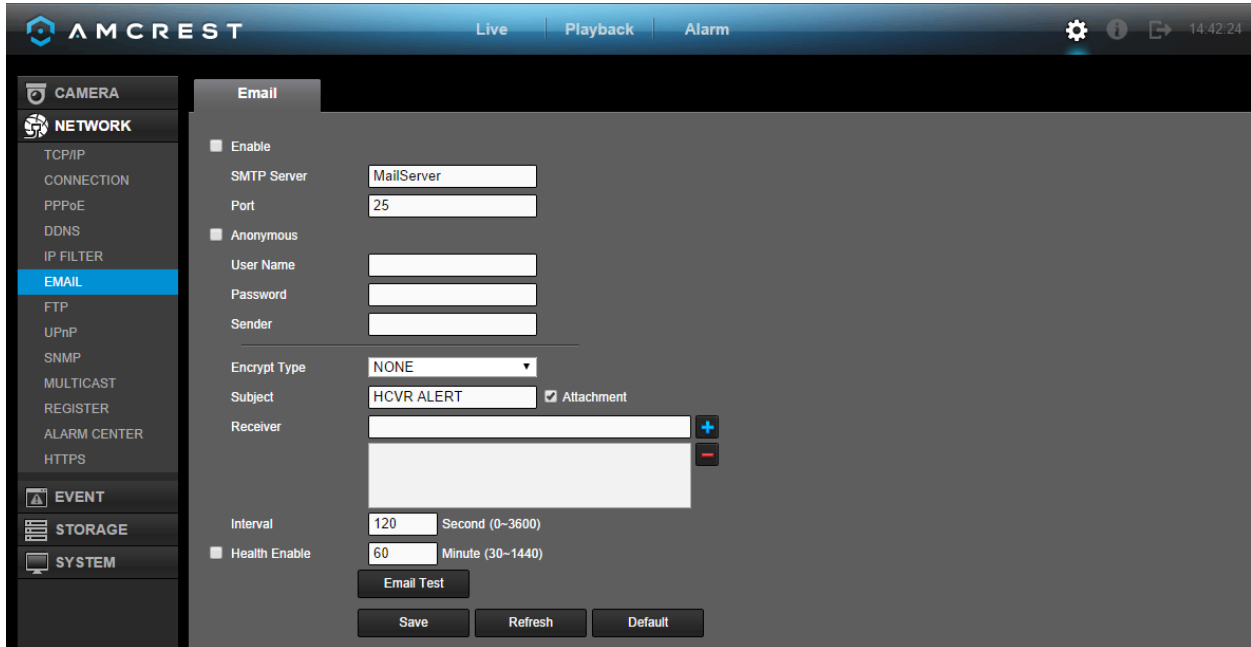 AMCREST
Live Playback Alarm
14:42:24
CAMERA
NETWORK
TCP/IP
CONNECTION
PPPoE
DDNS
IP FILTER
EMAIL
FTP
UPnP
SNMP
MULTICAST
REGISTER
ALARM CENTER
HTTPS
EVENT
STORAGE
SYSTEM
Email
Enable
SMTP Server MailServer
Port 25
Anonymous
User Name
Password
Sender
Encrypt Type NONE
Subject HCVR ALERT Attachment
Receiver
Interval 120 Second (0~3600)
Health Enable 60 Minute (30~1440)
Email Test
Save Refresh Default